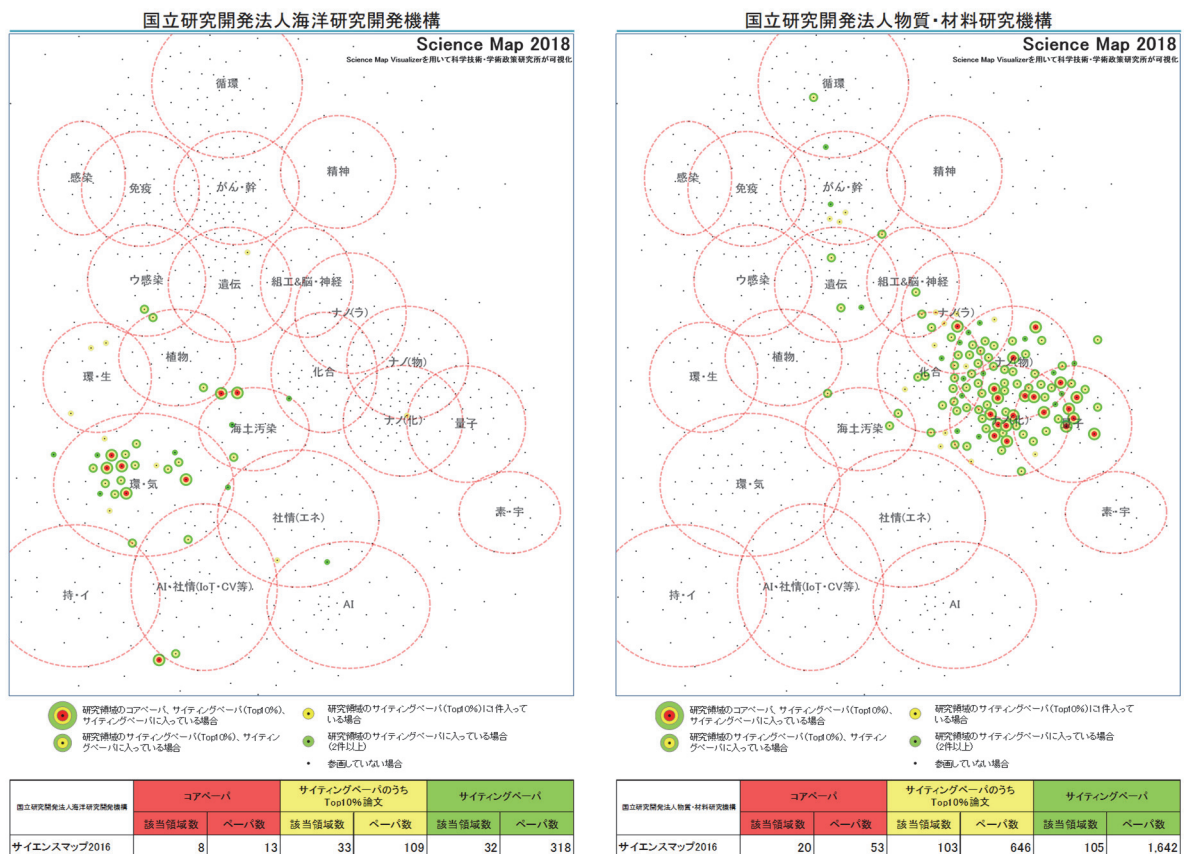 国立研究開発法人海洋研究開発機構
Science Map 2018
Science Map Visualizerを用いて科学技術・学術政策研究所が可視化
循環
感染
免疫
がん・幹
精神
ウ感染
遺伝
組工&脳・神経
ナノ(ラ)
植物
環・生
化合
ナノ(物)
海土汚染
ナノ(化)
量子
環・気
社情(エネ)
素・宇
持・イ
AI・社情(IoT・CV等)
AI
研究領域のコアペーパ、サイティングペーパ(Top10%)、
サイティングペーパに入っている場合
研究領域のサイティングペーパ(Top10%)に1件入って
いる場合
研究領域のサイティングペーパ(Top10%)、サイティン
グペーパに入っている場合
研究領域のサイティングペーパに入っている場合
(2件以上)
参画していない場合
国立研究開発法人海洋研究開発機構
コアペーパ
サイティングペーパのうち
Top10%論文
サイティングペーパ
該当領域数 ペーパ数 該当領域数 ペーパ数 該当領域数 ペーパ数
サイエンスマップ2016 8 13 33 109 32 318
国立研究開発法人物質・材料研究機構
Science Map 2018
Science Map Visualizerを用いて科学技術・学術政策研究所が可視化
循環
感染
免疫
がん・幹
精神
ウ感染
遺伝
組工&脳・神経
ナノ(ラ)
植物
環・生
化合
ナノ(物)
海土汚染
ナノ(化)
量子
環・気
社情(エネ)
素・宇
持・イ
AI・社情(IoT・CV等)
AI
研究領域のコアペーパ、サイティングペーパ(Top10%)、
サイティングペーパに入っている場合
研究領域のサイティングペーパ(Top10%)に1件入って
いる場合
研究領域のサイティングペーパ(Top10%)、サイティン
グペーパに入っている場合
研究領域のサイティングペーパに入っている場合
(2件以上)
参画していない場合
国立研究開発法人物質・材料研究機構
コアペーパ
サイティングペーパのうち
Top10%論文
サイティングペーパ
該当領域数 ペーパ数 該当領域数 ペーパ数 該当領域数 ペーパ数
サイエンスマップ2016 20 53 103 646 105 1,642